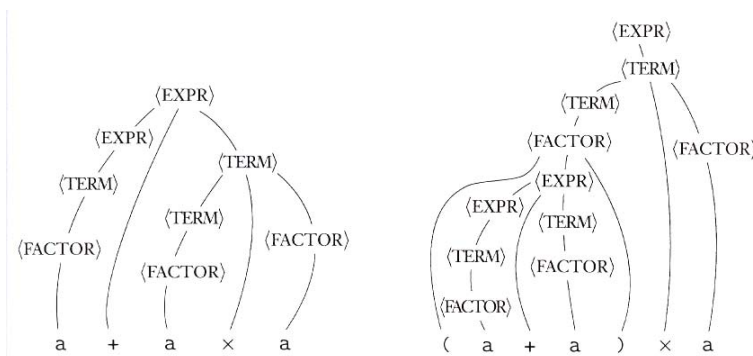 ⟨EXPR⟩
⟨EXPR⟩
⟨TERM⟩
⟨TERM⟩
⟨TERM⟩
⟨FACTOR⟩
⟨FACTOR⟩
⟨FACTOR⟩
a + a × a
⟨EXPR⟩
⟨TERM⟩
⟨TERM⟩
⟨FACTOR⟩
⟨FACTOR⟩
⟨EXPR⟩
⟨EXPR⟩
⟨TERM⟩
⟨TERM⟩
⟨FACTOR⟩
⟨FACTOR⟩
( a + a ) × a